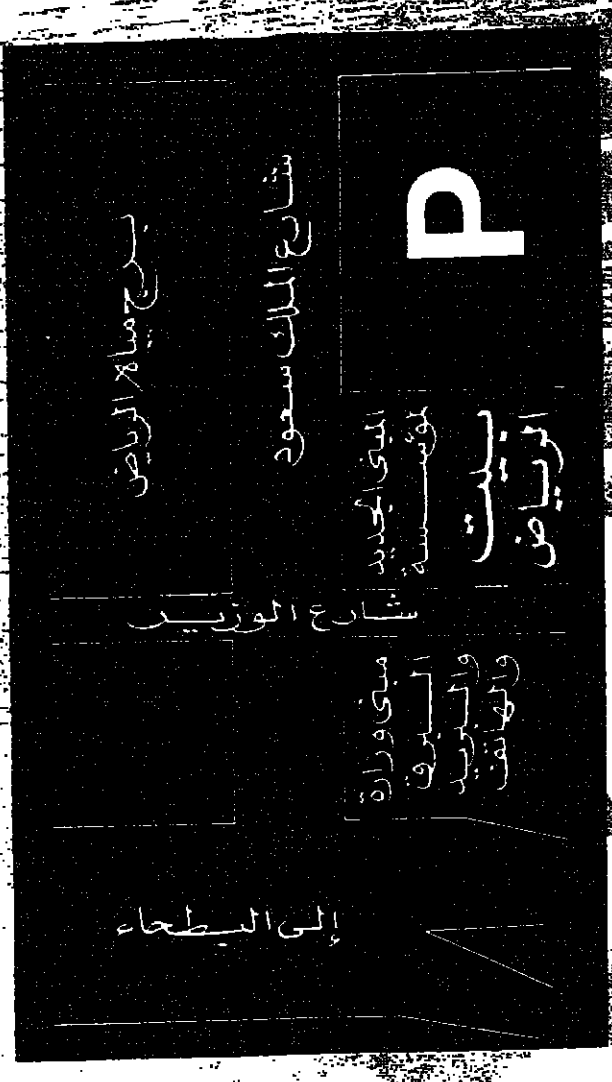 P
شارع الملك سعود
برج مياه الرياض
المبنى الجديد
لمؤسسة
بيت
الرياض
شارع الوزير
مبنى وزارة
البرق
والبريد
والهاتف
إلى البطحاء